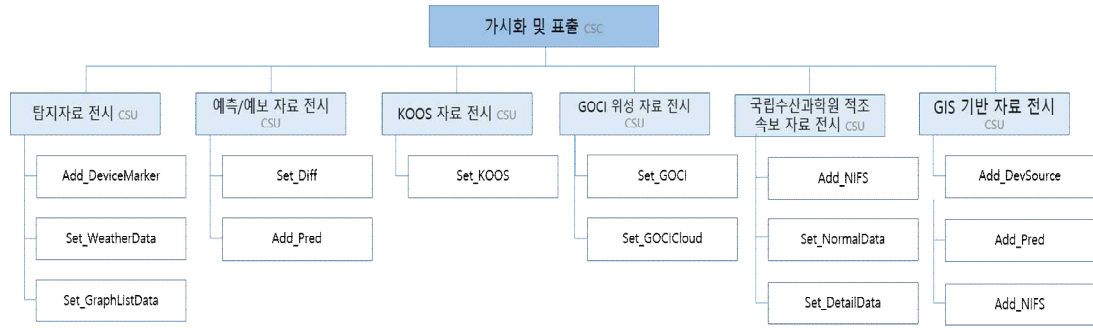 가시화 및 표출 CSC
탐지자료 전시 CSU
Add_DeviceMarker
Set_WeatherData
Set_GraphListData
예측/예보 자료 전시
CSU
Set_Diff
Add_Pred
KOOS 자료 전시 CSU
Set_KOOS
GOCI 위성 자료 전시
CSU
Set_GOCI
Set_GOCICloud
국립수산과학원 적조
속보 자료 전시 CSU
Add_NIFS
Set_NormalData
Set_DetailData
GIS 기반 자료 전시
CSU
Add_DevSource
Add_Pred
Add_NIFS